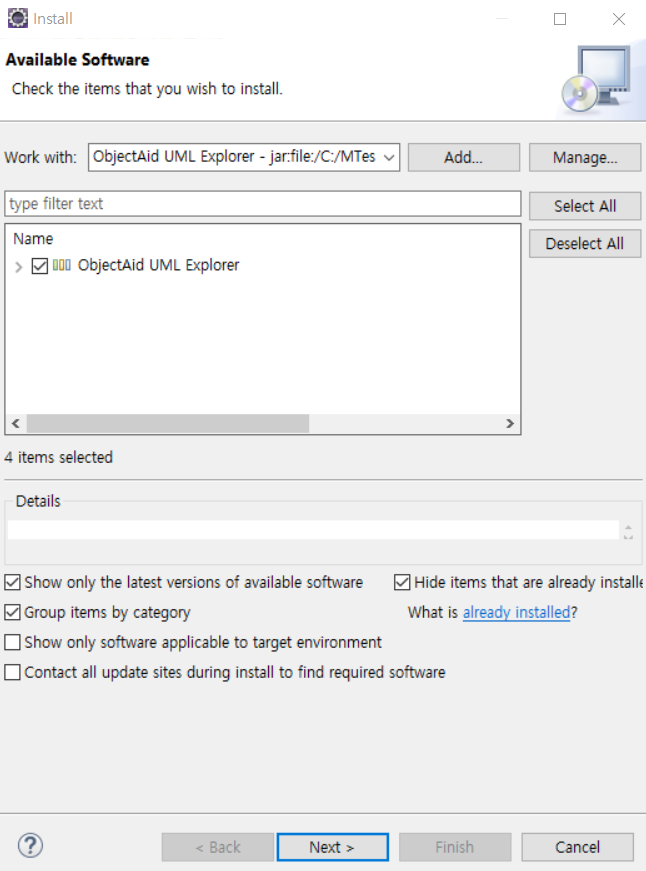 Install
Available Software
Check the items that you wish to install.
Work with: ObjectAid UML Explorer - jar:file:/C:/MTes Add... Manage...
type filter text Select All
Name Deselect All
ObjectAid UML Explorer
4 items selected
Details
Show only the latest versions of available software Hide items that are already installe
Group items by category What is already installed?
Show only software applicable to target environment
Contact all update sites during install to find required software
? < Back Next > Finish Cancel